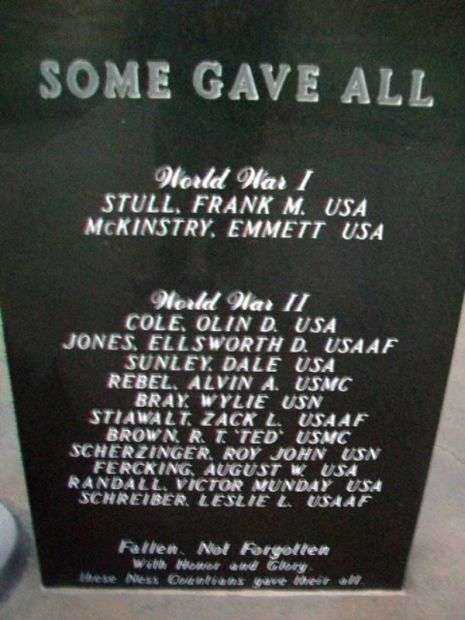 SOME GAVE ALL
World War I
STULL, FRANK M. USA
McKINSTRY, EMMETT USA
World War II
COLE, OLIN D. USA
JONES, ELLSWORTH D. USAAF
SUNLEY, DALE USA
REBEL, ALVIN A. USMC
BRAY, WYLIE USN
STIAWALT, ZACK L. USAAF
BROWN, R. T. 'TED' USMC
SCHERZINGER, ROY JOHN USN
FERCKING, AUGUST W. USA
RANDALL, VICTOR MUNDAY USA
SCHREIBER, LESLIE L. USAAF
Fallen, Not Forgotten
With Honor and Glory,
these Ness Countians gave their all.